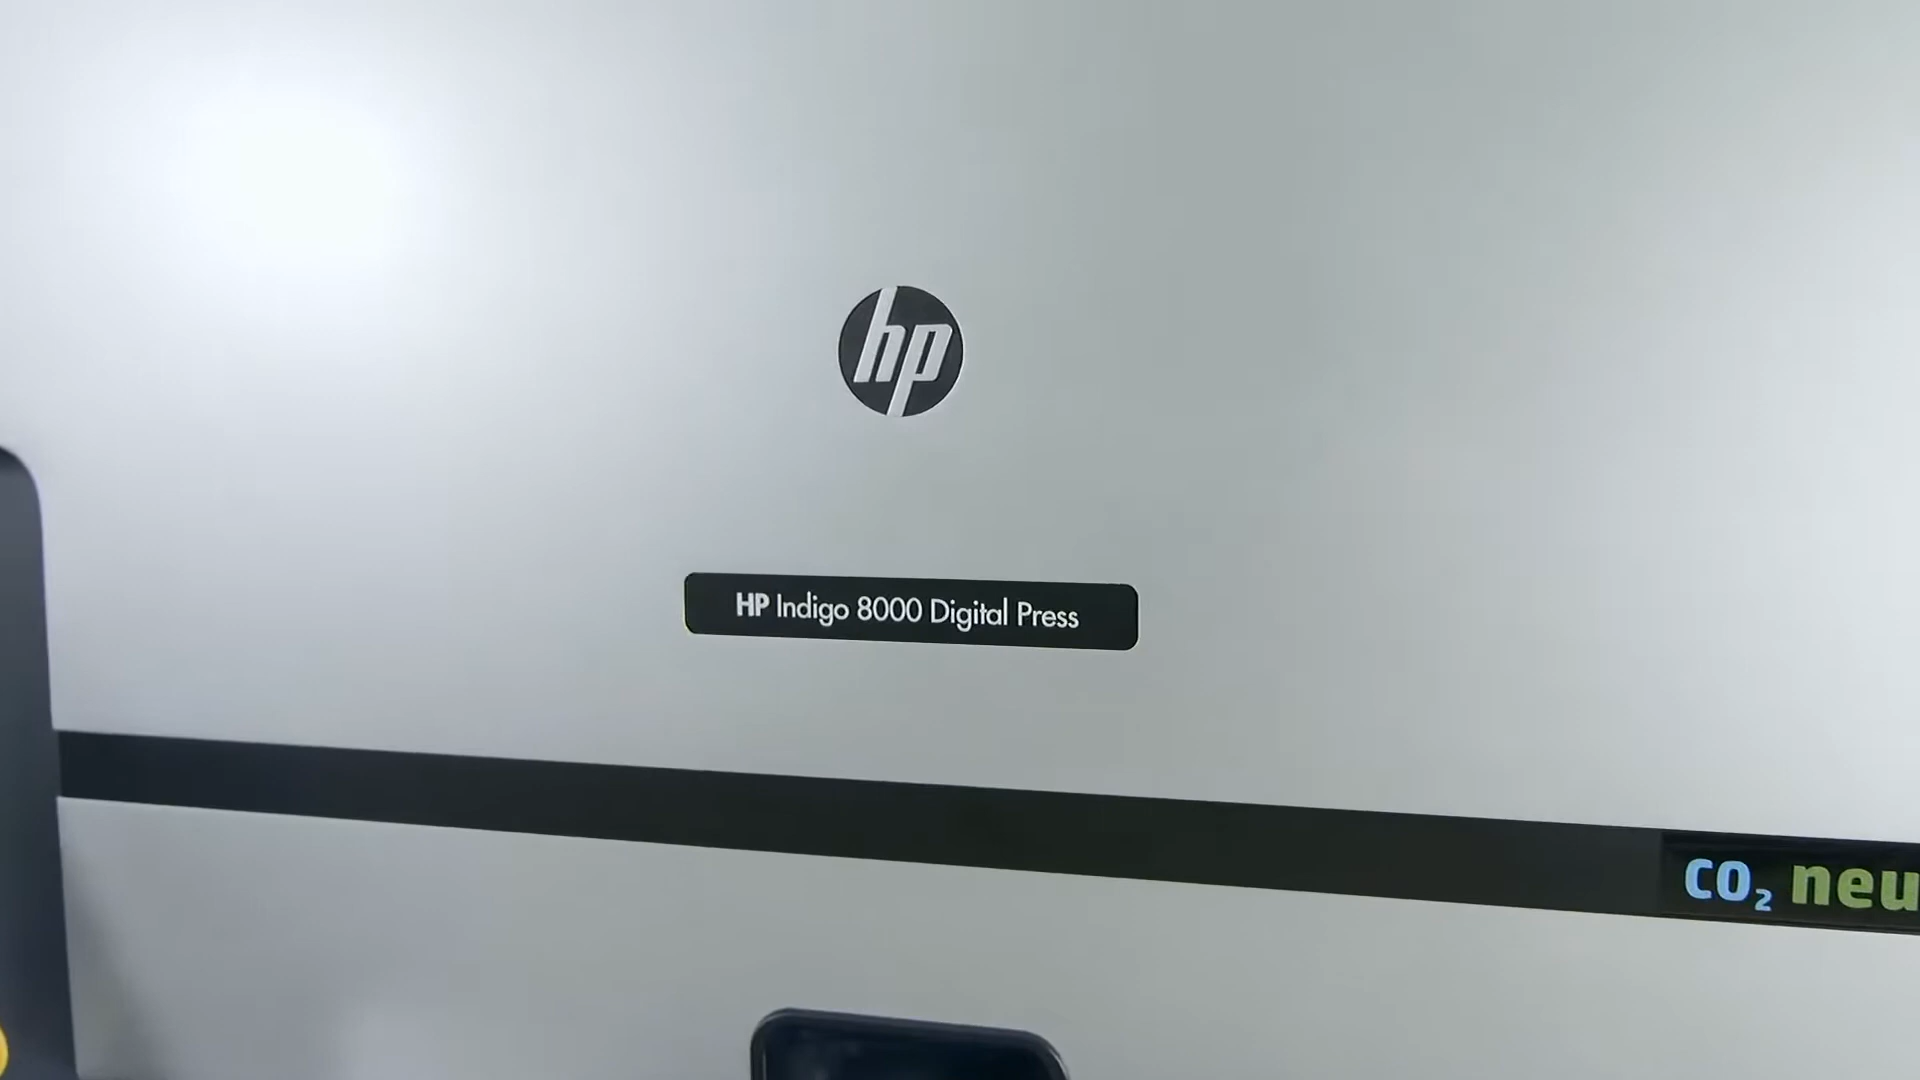 hp
HP Indigo 8000 Digital Press
CO₂ neu